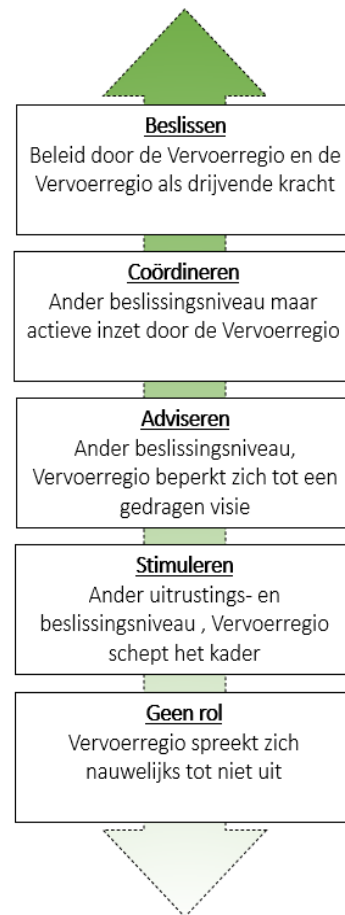 Beslissen
Beleid door de Vervoerregio en de
Vervoerregio als drijvende kracht
Coördineren
Ander beslissingsniveau maar
actieve inzet door de Vervoerregio
Adviseren
Ander beslissingsniveau,
Vervoerregio beperkt zich tot een
gedragen visie
Stimuleren
Ander uitrustings- en
beslissingsniveau , Vervoerregio
schept het kader
Geen rol
Vervoerregio spreekt zich
nauwelijks tot niet uit